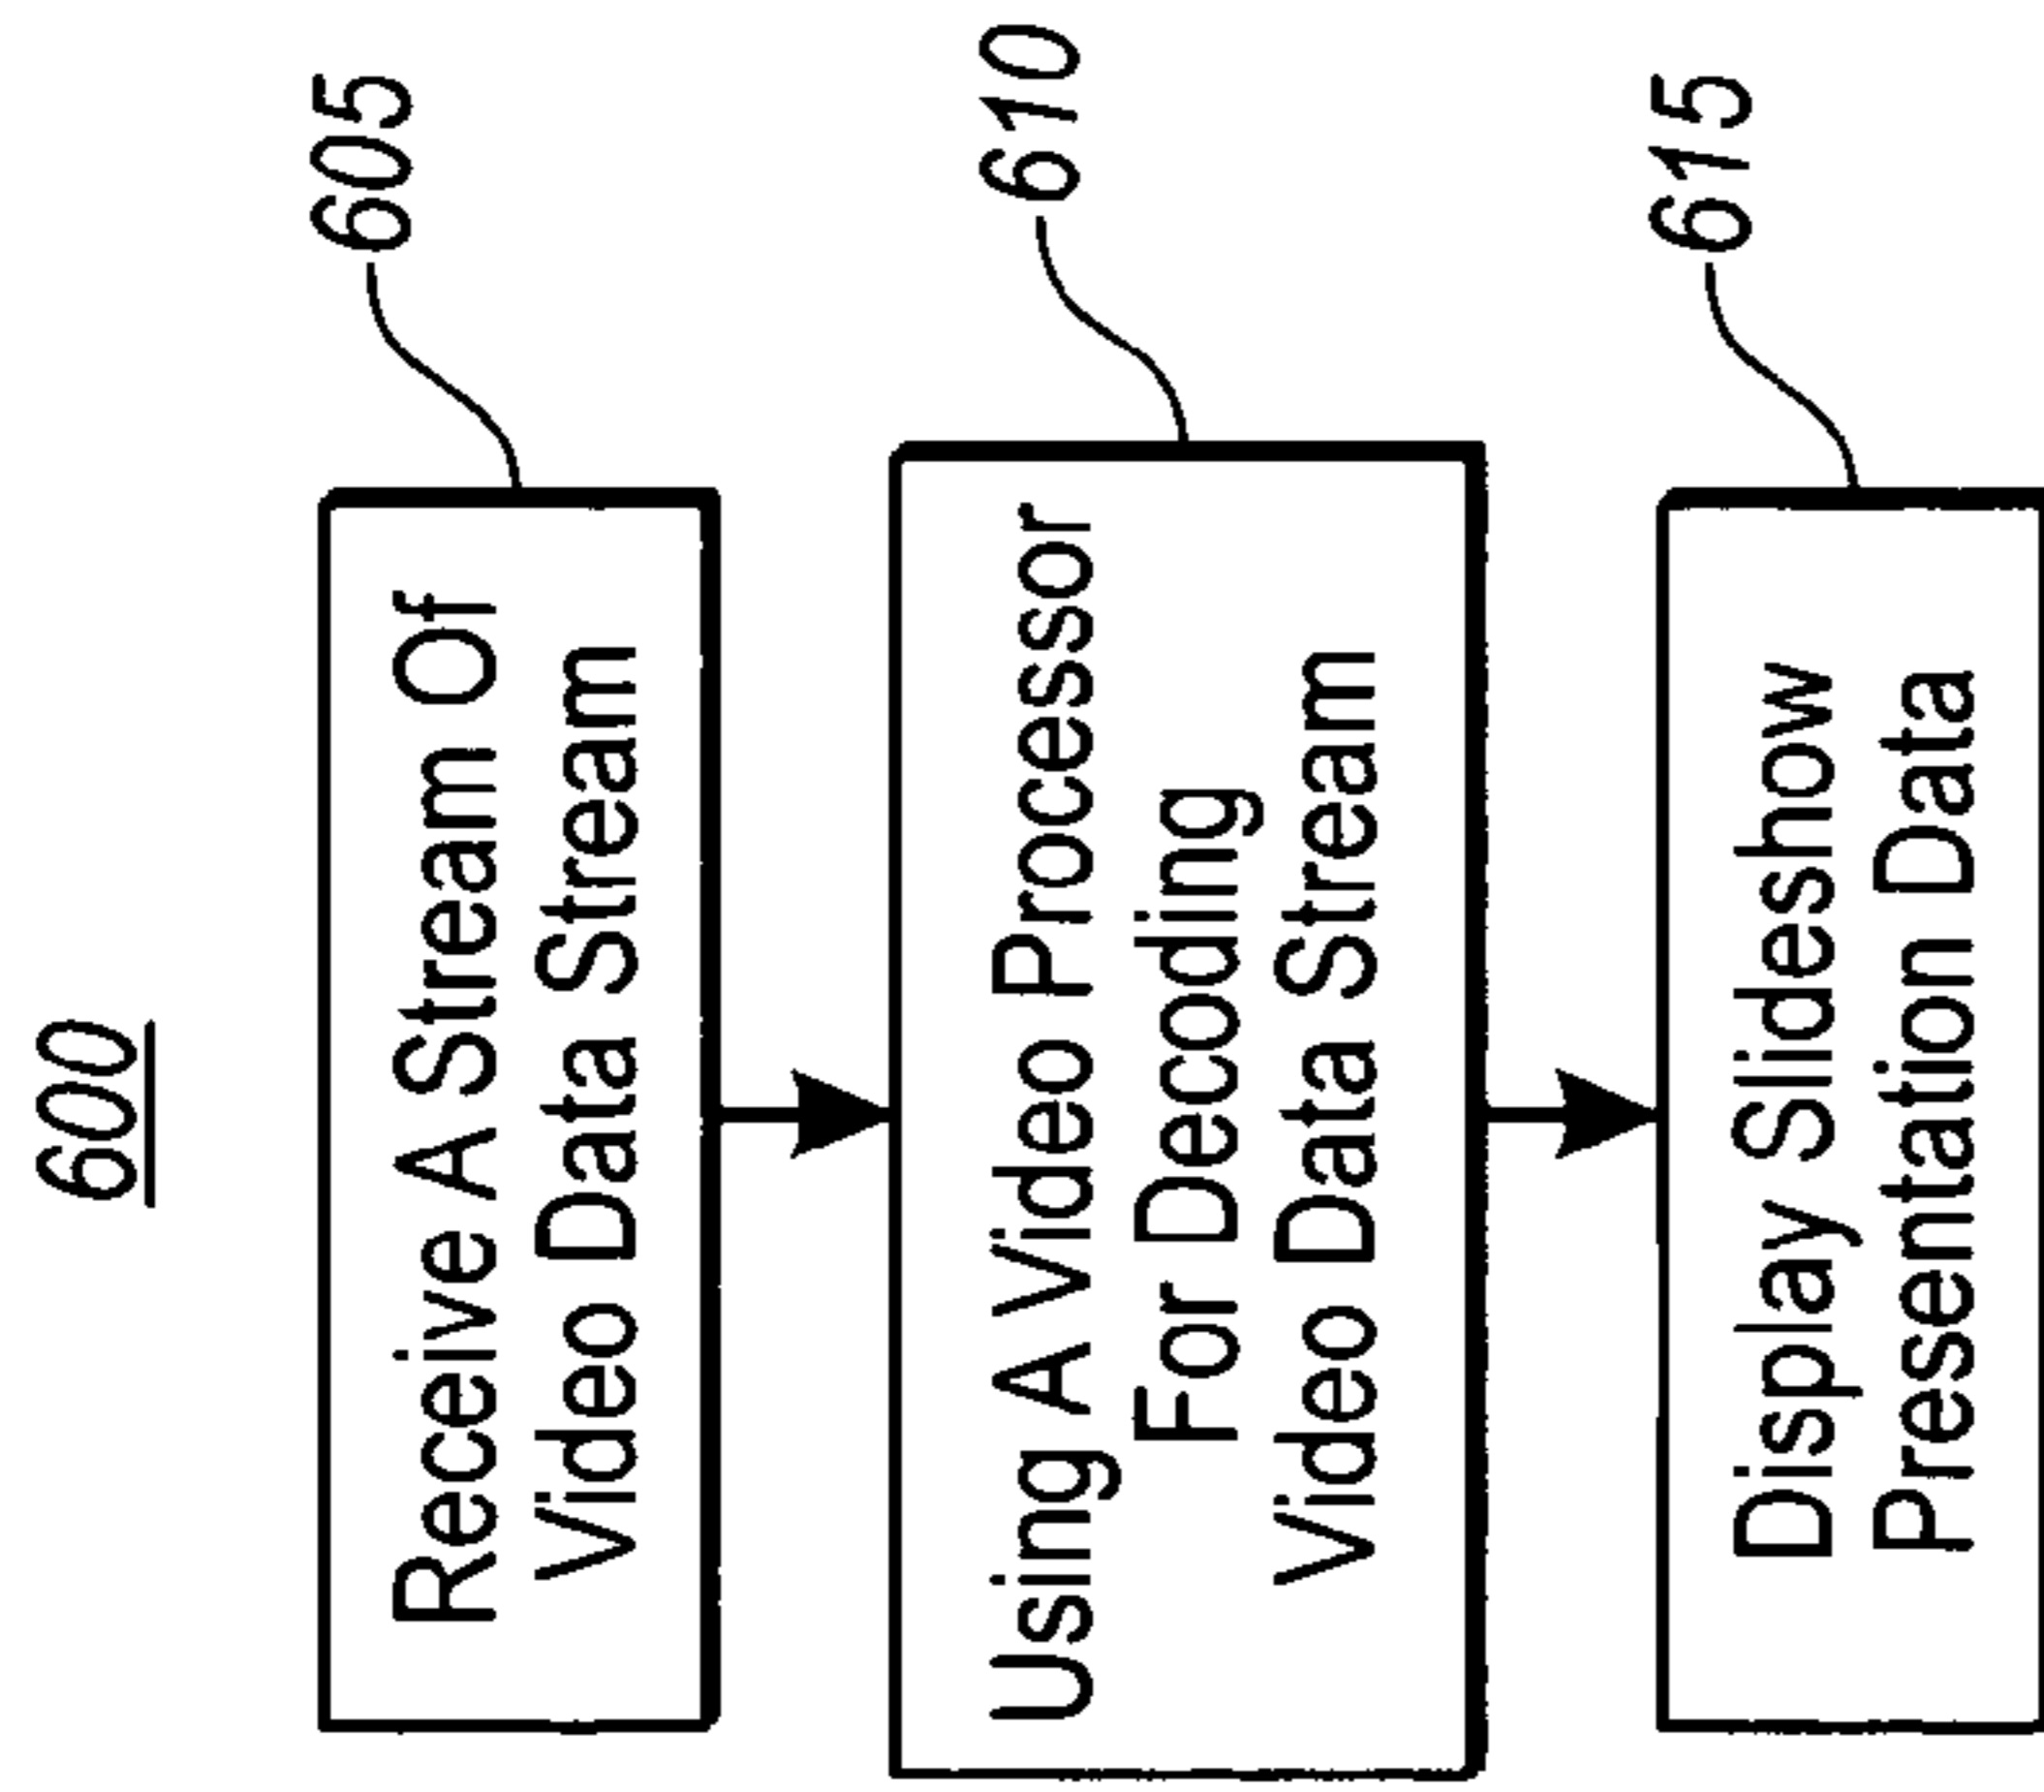 600
Receive A Stream Of
Video Data Stream
605
Using A Video Processor
For Decoding
Video Data Stream
610
Display Slideshow
Presentation Data
615